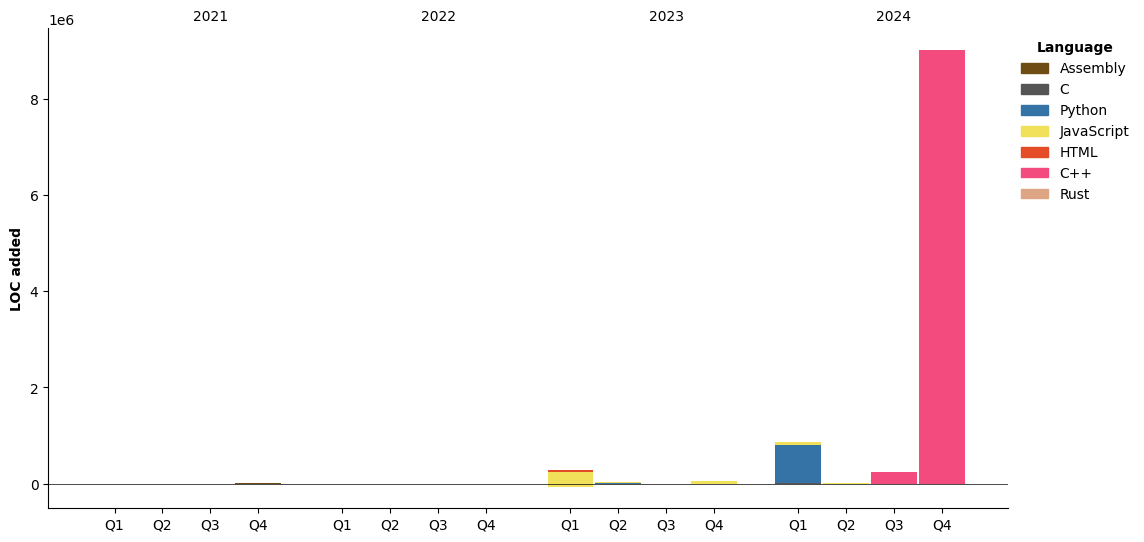 2021 2022 2023 2024
1e6
Language
Assembly
C
Python
JavaScript
HTML
C++
Rust
LOC added
8
6
4
2
0
Q1 Q2 Q3 Q4 Q1 Q2 Q3 Q4 Q1 Q2 Q3 Q4 Q1 Q2 Q3 Q4